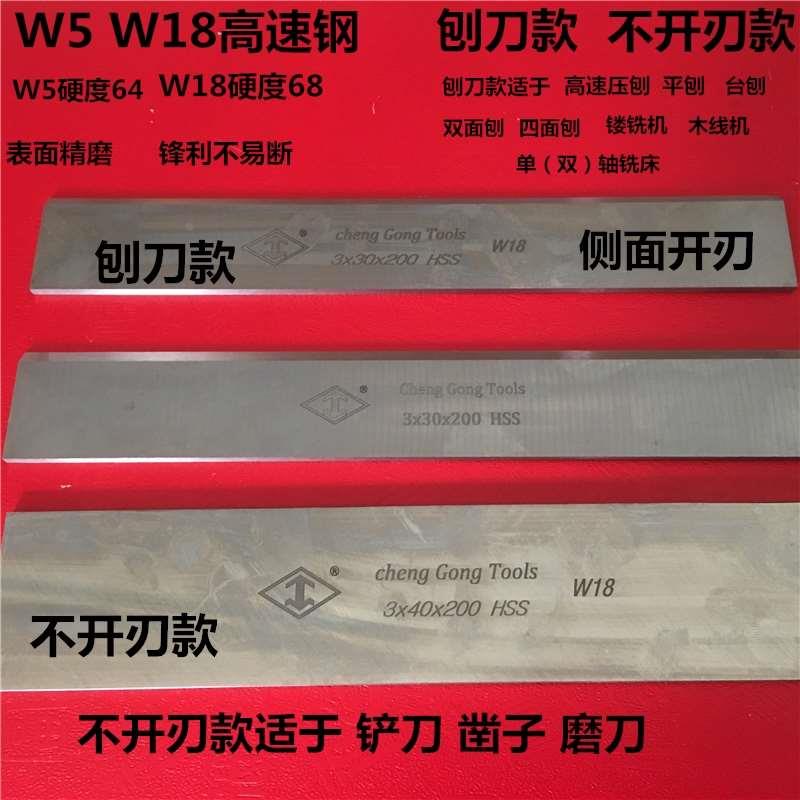 W5 W18高速钢
刨刀款 不开刃款
W5硬度64 W18硬度68
刨刀款适于 高速压刨 平刨 台刨
双面刨 四面刨 镂铣机 木线机
单（双）轴铣床
表面精磨 锋利不易断
刨刀款
cheng Gong Tools
3x30x200 HSS
W18
侧面开刃
®
Cheng Gong Tools
3x30x200 HSS
®
cheng Gong Tools
3x40x200 HSS
W18
不开刃款
不开刃款适于 铲刀 凿子 磨刀